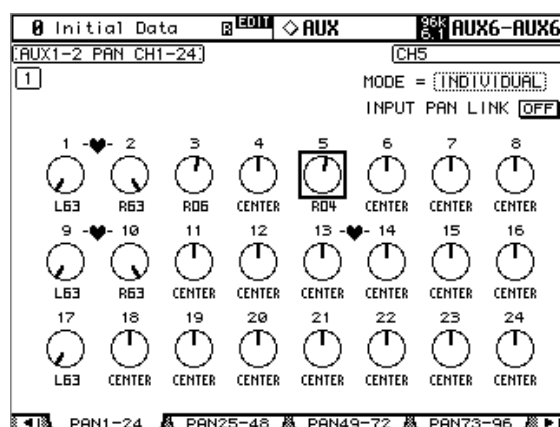 0 Initial Data EDIT ◇AUX 96k 6.1 AUX6-AUX6
AUX1-2 PAN CH1-24 CH5
1 MODE = INDIVIDUAL
INPUT PAN LINK OFF
1 -♥- 2 3 4 5 6 7 8
L63 R63 R06 CENTER R04 CENTER CENTER CENTER
9 -♥- 10 11 12 13 -♥- 14 15 16
L63 R63 CENTER CENTER CENTER CENTER CENTER CENTER
17 18 19 20 21 22 23 24
L63 CENTER CENTER CENTER CENTER CENTER CENTER CENTER
PAN1-24 PAN25-48 PAN49-72 PAN73-96